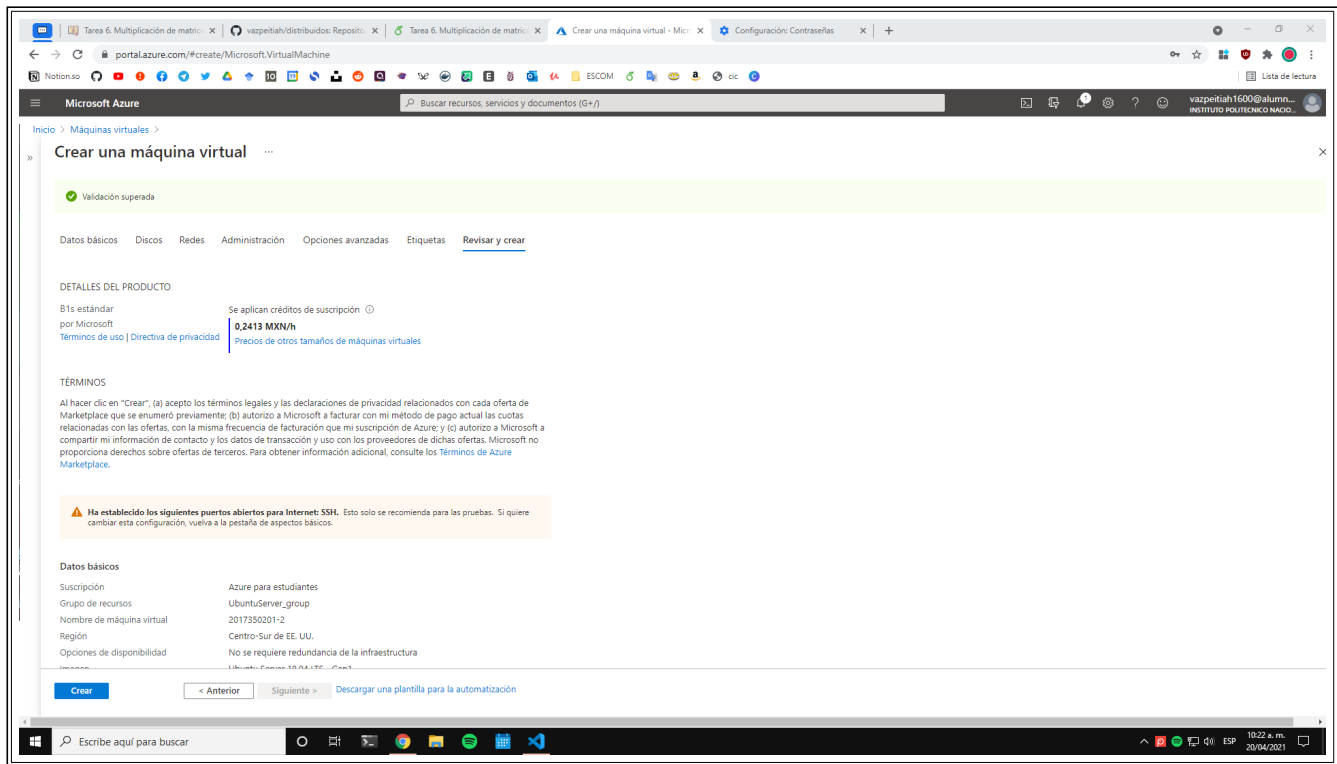 Tarea 6. Multiplicación de matric
vazpeitiah/distribuidos: Reposito
Tarea 6. Multiplicación de matric
Crear una máquina virtual - Micr
Configuración: Contraseñas
portal.azure.com/#create/Microsoft.VirtualMachine
Notion.so
ESCOM
cic
Lista de lectura
Microsoft Azure
Buscar recursos, servicios y documentos (G+/)
1
vazpeitiah1600@alumn...
INSTITUTO POLITECNICO NACIO...
Inicio > Máquinas virtuales >
Crear una máquina virtual ...
Validación superada
Datos básicos Discos Redes Administración Opciones avanzadas Etiquetas Revisar y crear
DETALLES DEL PRODUCTO
B1s estándar
por Microsoft
Términos de uso | Directiva de privacidad
Se aplican créditos de suscripción
0,2413 MXN/h
Precios de otros tamaños de máquinas virtuales
TÉRMINOS
Al hacer clic en "Crear", (a) acepto los términos legales y las declaraciones de privacidad relacionados con cada oferta de
Marketplace que se enumeró previamente; (b) autorizo a Microsoft a facturar con mi método de pago actual las cuotas
relacionadas con las ofertas, con la misma frecuencia de facturación que mi suscripción de Azure; y (c) autorizo a Microsoft a
compartir mi información de contacto y los datos de transacción y uso con los proveedores de dichas ofertas. Microsoft no
proporciona derechos sobre ofertas de terceros. Para obtener información adicional, consulte los Términos de Azure
Marketplace.
Ha establecido los siguientes puertos abiertos para Internet: SSH. Esto solo se recomienda para las pruebas. Si quiere
cambiar esta configuración, vuelva a la pestaña de aspectos básicos.
Datos básicos
Suscripción Azure para estudiantes
Grupo de recursos UbuntuServer_group
Nombre de máquina virtual 2017350201-2
Región Centro-Sur de EE. UU.
Opciones de disponibilidad No se requiere redundancia de la infraestructura
Imagen Ubuntu Server 18.04 LTS - Gen1
Crear < Anterior Siguiente > Descargar una plantilla para la automatización
Escribe aquí para buscar
ESP
10:22 a. m.
20/04/2021